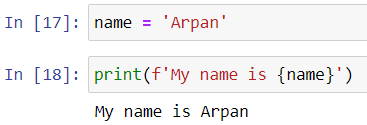 In [17]: name = 'Arpan'
In [18]: print(f'My name is {name}')
My name is Arpan